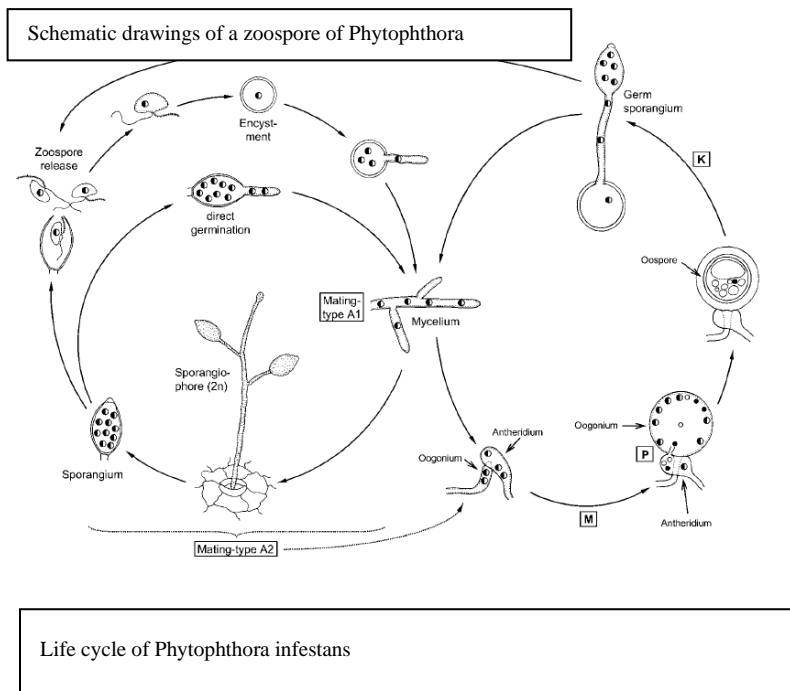 Schematic drawings of a zoospore of Phytophthora
Germ
sporangium
Encyst-
ment
Zoospore
release
K
direct
germination
Oospore
Mating-
type A1
Mycelium
Sporangio-
phore (2n)
Antheridium
Oogonium
Oogonium
P
Sporangium
M
Antheridium
Mating-type A2
Life cycle of Phytophthora infestans